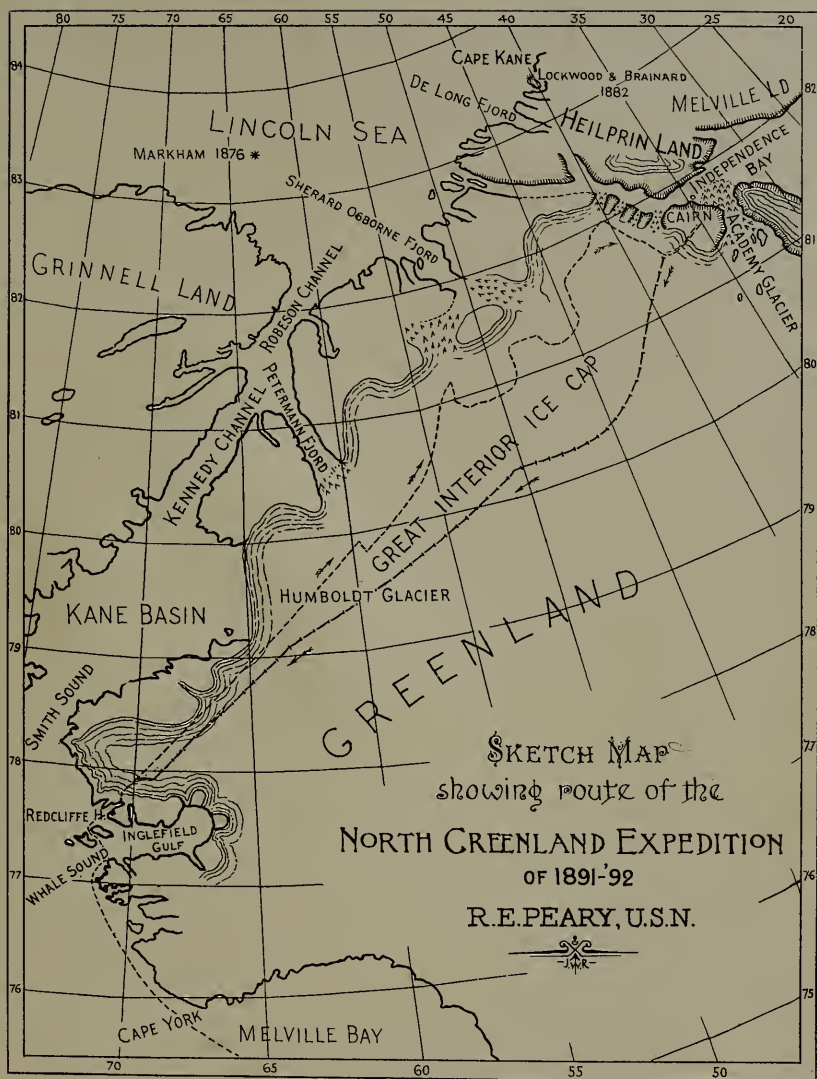 80 75 70 65 60 55 50 45 40 35 30 25 20
84
CAPE KANE
LOCKWOOD & BRAINARD
1882
DE LONG FJORD
MELVILLE LD
82
HEILPRIN LAND
LINCOLN SEA
MARKHAM 1876 *
INDEPENDENCE
BAY
83
SHERARD OSBORNE FJORD
CAIRN
ACADEMY GLACIER
81
GRINNELL LAND
ROBESON CHANNEL
82
80
PETERMANN FJORD
KENNEDY CHANNEL
81
GREAT INTERIOR ICE CAP
79
80
HUMBOLDT GLACIER
KANE BASIN
GREENLAND
78
79
SMITH SOUND
77
78
SKETCH MAP
showing route of the
NORTH GREENLAND EXPEDITION
OF 1891-'92
R.E.PEARY, U.S.N.
J.W.R.
REDCLIFFE H.
INGLEFIELD
GULF
WHALE SOUND
77
76
76
75
CAPE YORK
MELVILLE BAY
70 65 60 55 50